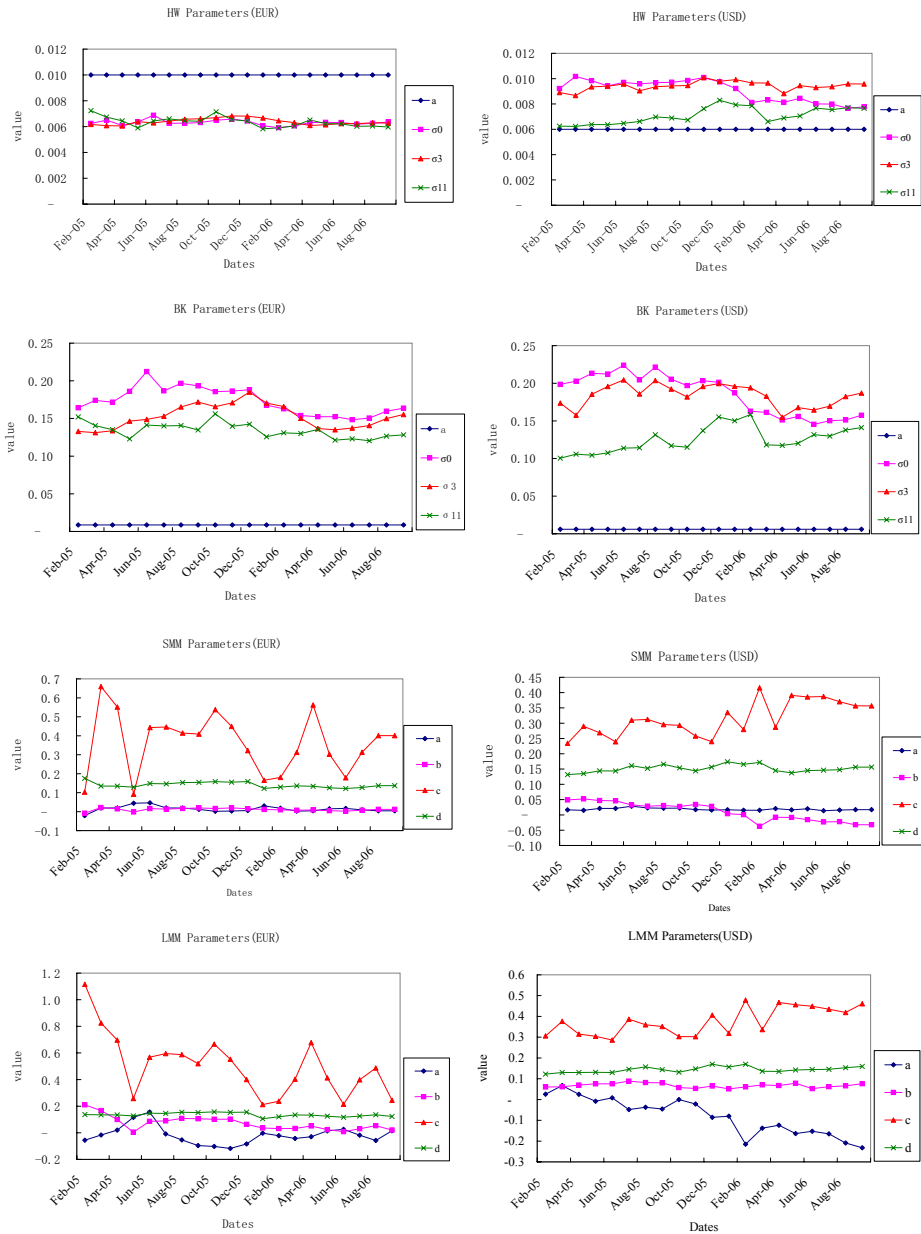 HW Parameters(EUR)
0.012
0.010
0.008
0.006
0.004
0.002
-
value
Feb-05
Apr-05
Jun-05
Aug-05
Oct-05
Dec-05
Feb-06
Apr-06
Jun-06
Aug-06
Dates
a
σ0
σ3
σ11
HW Parameters(USD)
0.012
0.010
0.008
0.006
0.004
0.002
-
value
Feb-05
Apr-05
Jun-05
Aug-05
Oct-05
Dec-05
Feb-06
Apr-06
Jun-06
Aug-06
Dates
a
σ0
σ3
σ11
BK Parameters(EUR)
0.25
0.20
0.15
0.10
0.05
-
value
Feb-05
Apr-05
Jun-05
Aug-05
Oct-05
Dec-05
Feb-06
Apr-06
Jun-06
Aug-06
Dates
a
σ0
σ3
σ11
BK Parameters(USD)
0.25
0.20
0.15
0.10
0.05
-
value
Feb-05
Apr-05
Jun-05
Aug-05
Oct-05
Dec-05
Feb-06
Apr-06
Jun-06
Aug-06
Dates
a
σ0
σ3
σ11
SMM Parameters(EUR)
0.7
0.6
0.5
0.4
0.3
0.2
0.1
-
-0.1
value
Feb-05
Apr-05
Jun-05
Aug-05
Oct-05
Dec-05
Feb-06
Apr-06
Jun-06
Aug-06
Dates
a
b
c
d
SMM Parameters(USD)
0.45
0.40
0.35
0.30
0.25
0.20
0.15
0.10
0.05
-
-0.05
-0.10
value
Feb-05
Apr-05
Jun-05
Aug-05
Oct-05
Dec-05
Feb-06
Apr-06
Jun-06
Aug-06
Dates
a
b
c
d
LMM Parameters(EUR)
1.2
1.0
0.8
0.6
0.4
0.2
-
-0.2
value
Feb-05
Apr-05
Jun-05
Aug-05
Oct-05
Dec-05
Feb-06
Apr-06
Jun-06
Aug-06
Dates
a
b
c
d
LMM Parameters(USD)
0.6
0.5
0.4
0.3
0.2
0.1
-
-0.1
-0.2
-0.3
value
Feb-05
Apr-05
Jun-05
Aug-05
Oct-05
Dec-05
Feb-06
Apr-06
Jun-06
Aug-06
Dates
a
b
c
d